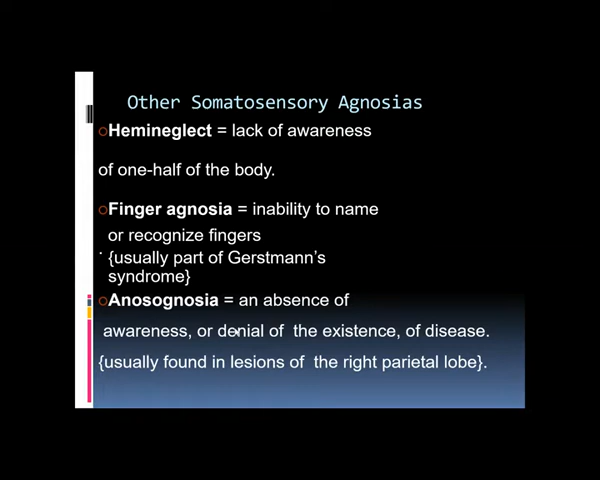 Other Somatosensory Agnosias
Hemineglect = lack of awareness
of one-half of the body.
Finger agnosia = inability to name
or recognize fingers
{usually part of Gerstmann's
syndrome}
Anosognosia = an absence of
awareness, or denial of the existence, of disease.
{usually found in lesions of the right parietal lobe}.